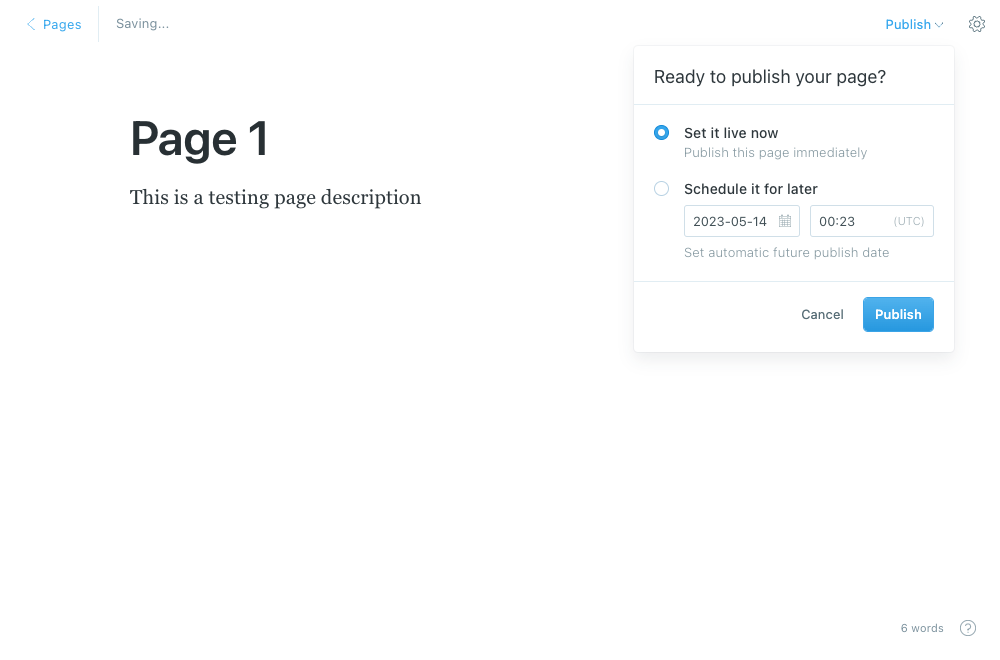 Pages
Saving...
Publish
Ready to publish your page?
Page 1
This is a testing page description
Set it live now
Publish this page immediately
Schedule it for later
2023-05-14
00:23 (UTC)
Set automatic future publish date
Cancel
Publish
6 words
?